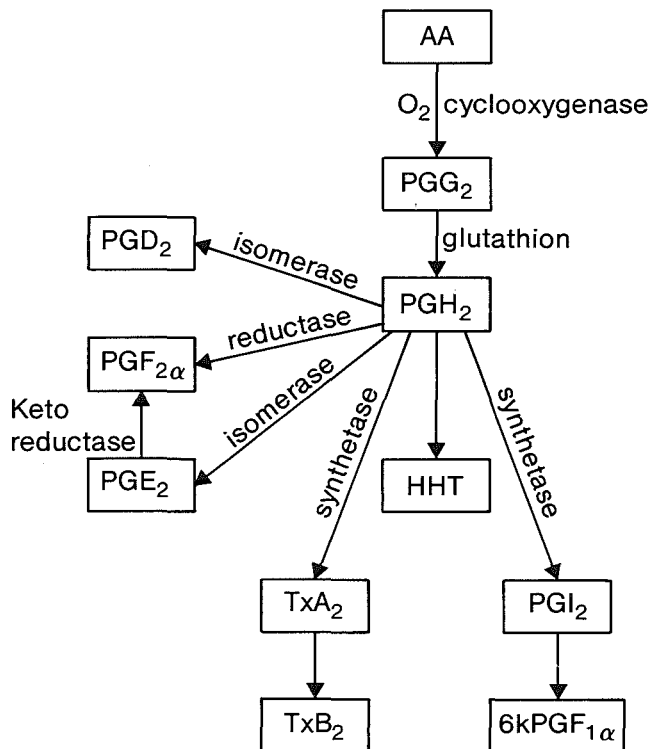 AA
O₂ cyclooxygenase
PGG₂
glutathion
PGD₂
isomerase
PGH₂
reductase
PGF₂α
isomerase
Keto
reductase
PGE₂
synthetase
HHT
synthetase
TxA₂
PGI₂
TxB₂
6kPGF₁α